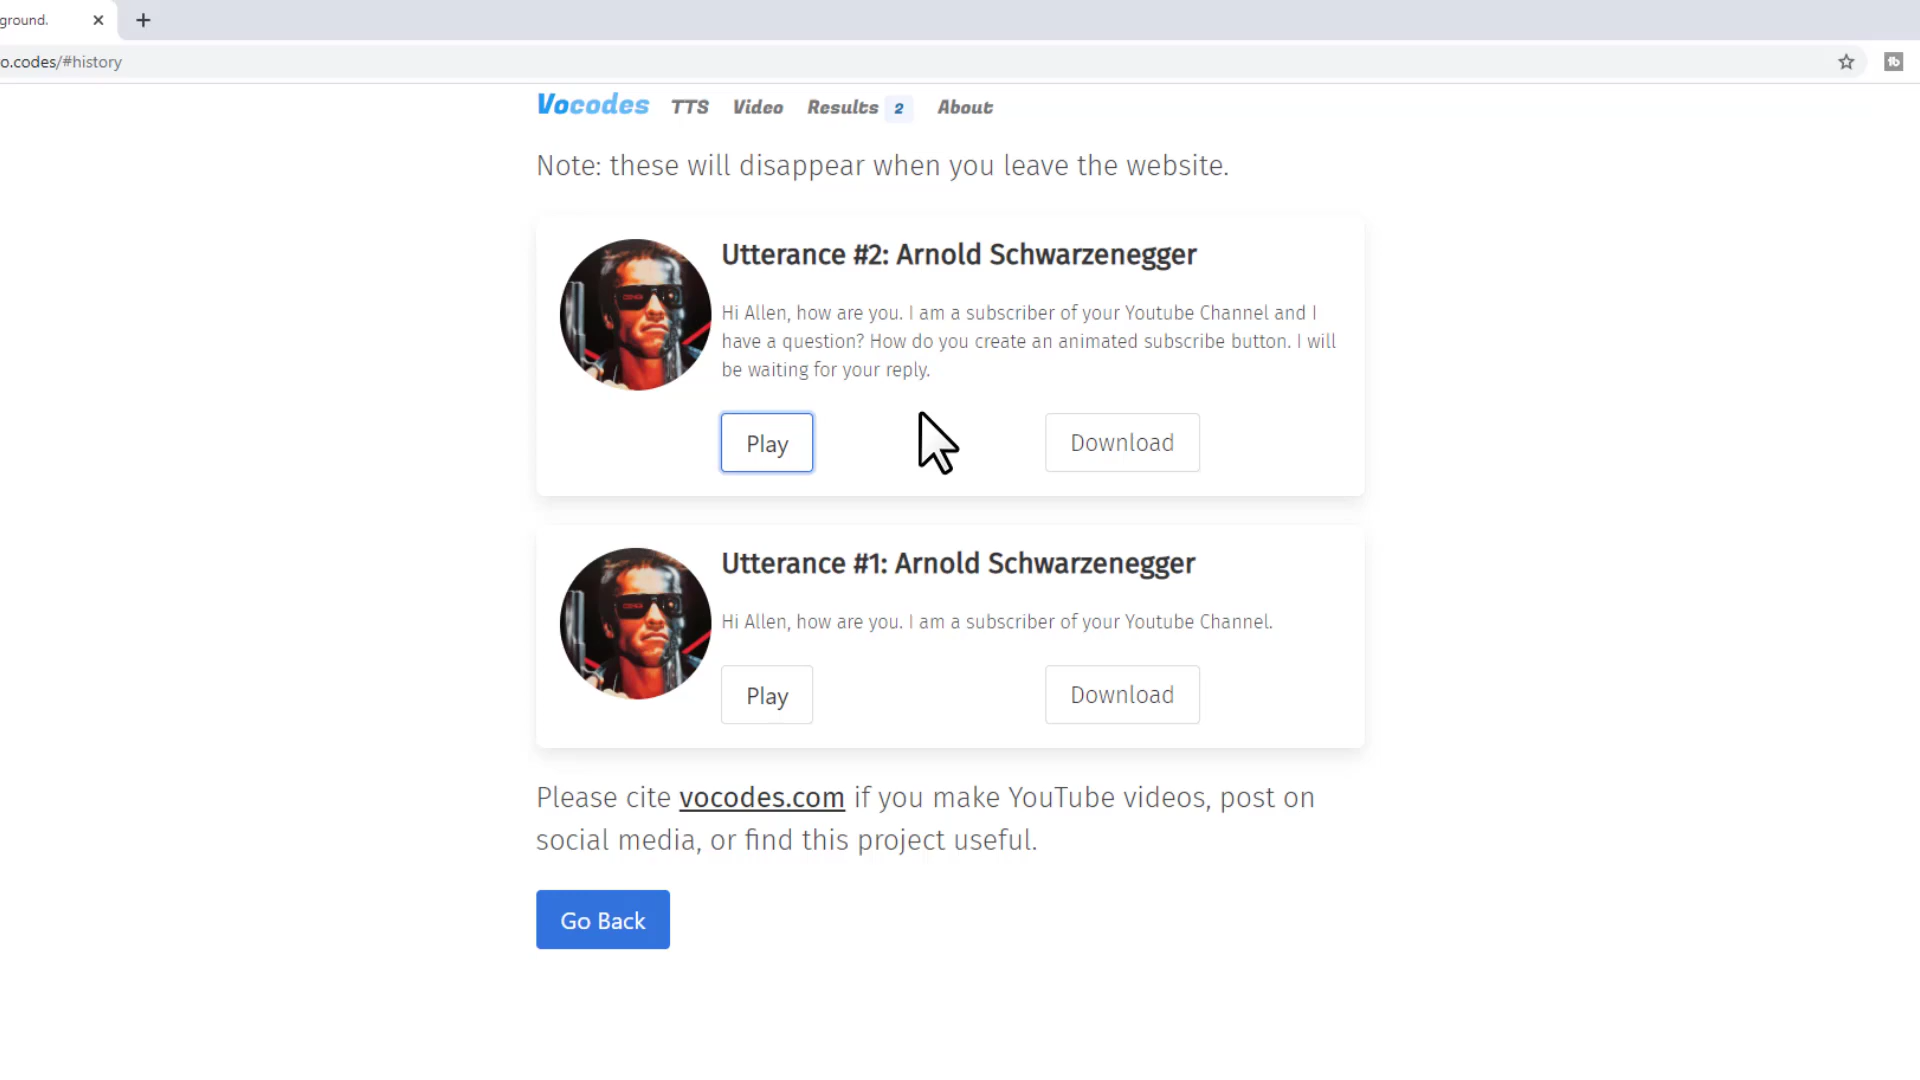 ground.
o.codes/#history
Vocodes TTS Video Results 2 About
Note: these will disappear when you leave the website.
Utterance #2: Arnold Schwarzenegger
Hi Allen, how are you. I am a subscriber of your Youtube Channel and I
have a question? How do you create an animated subscribe button. I will
be waiting for your reply.
Play Download
Utterance #1: Arnold Schwarzenegger
Hi Allen, how are you. I am a subscriber of your Youtube Channel.
Play Download
Please cite vocodes.com if you make YouTube videos, post on
social media, or find this project useful.
Go Back